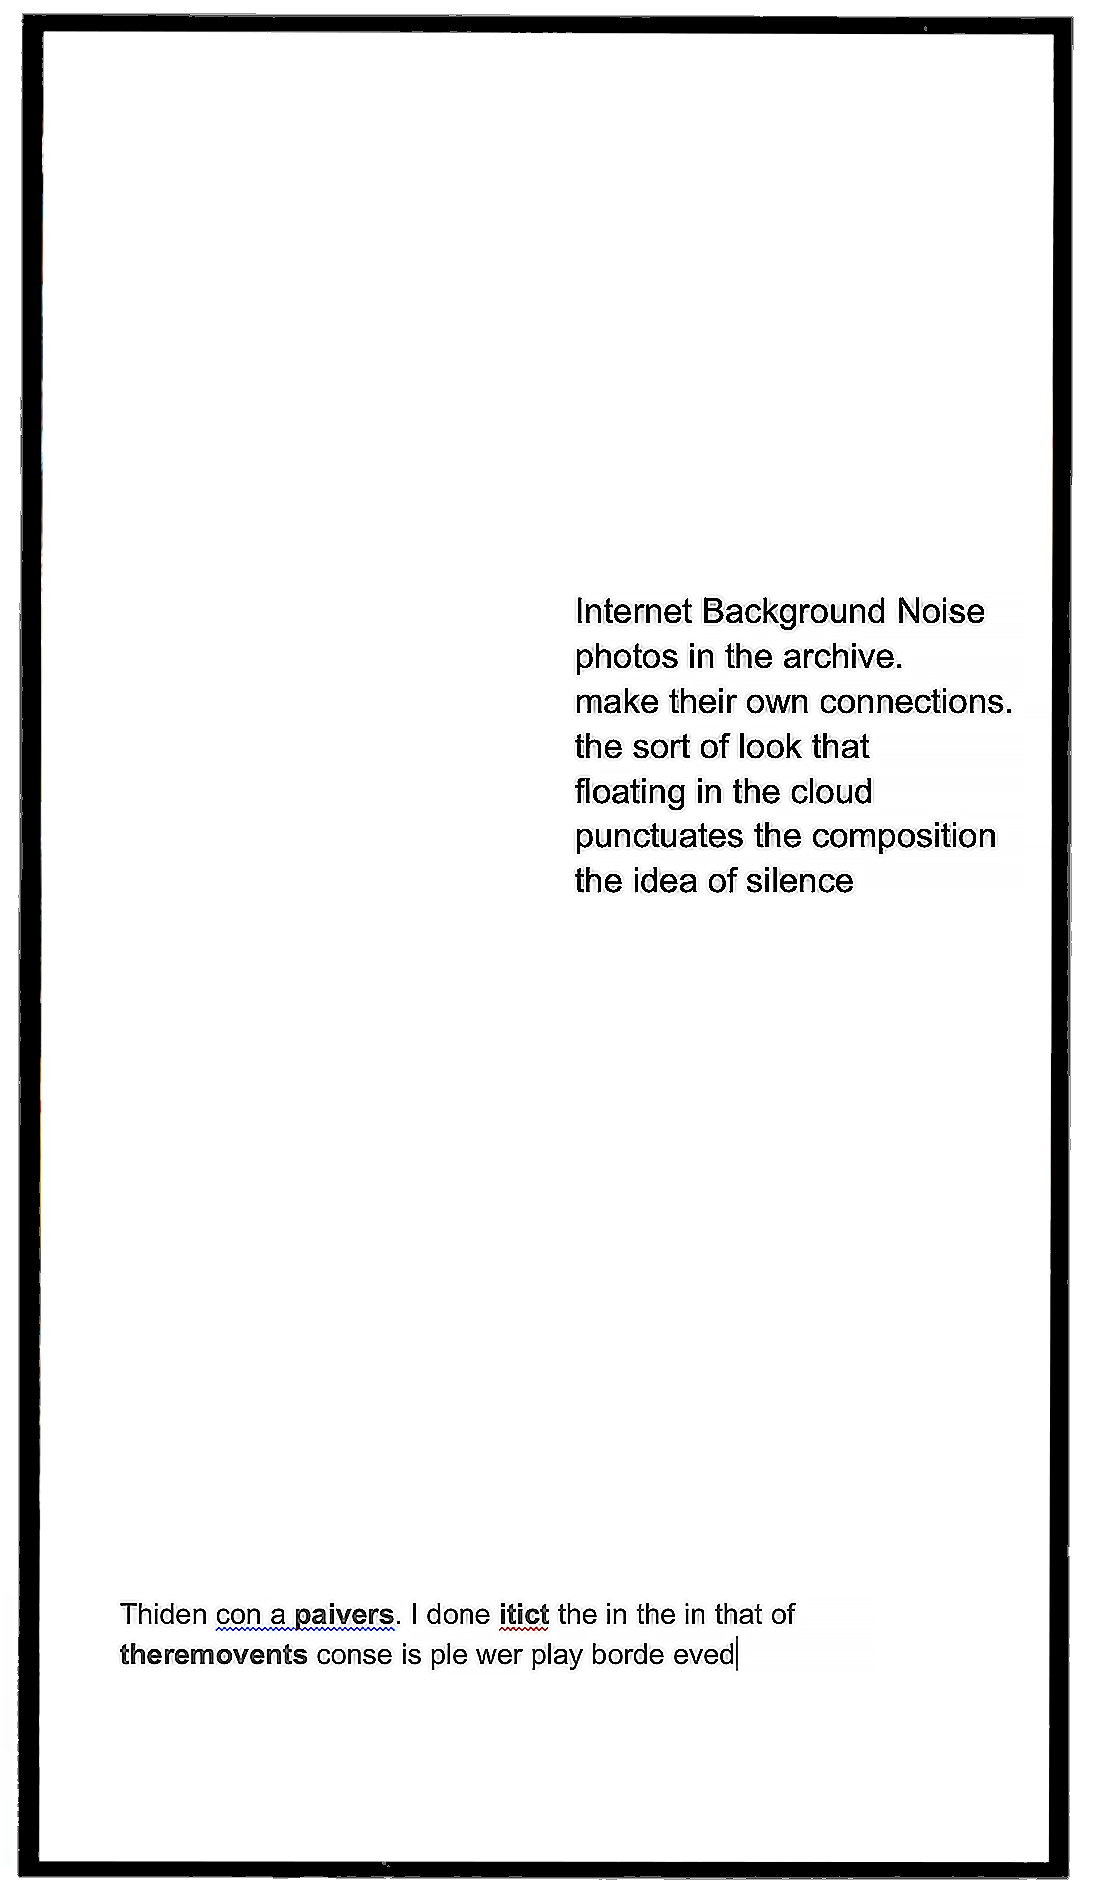 Internet Background Noise
photos in the archive.
make their own connections.
the sort of look that
floating in the cloud
punctuates the composition
the idea of silence
Thiden con a paivers. I done itict the in the in that of
theremovents conse is ple wer play borde eved